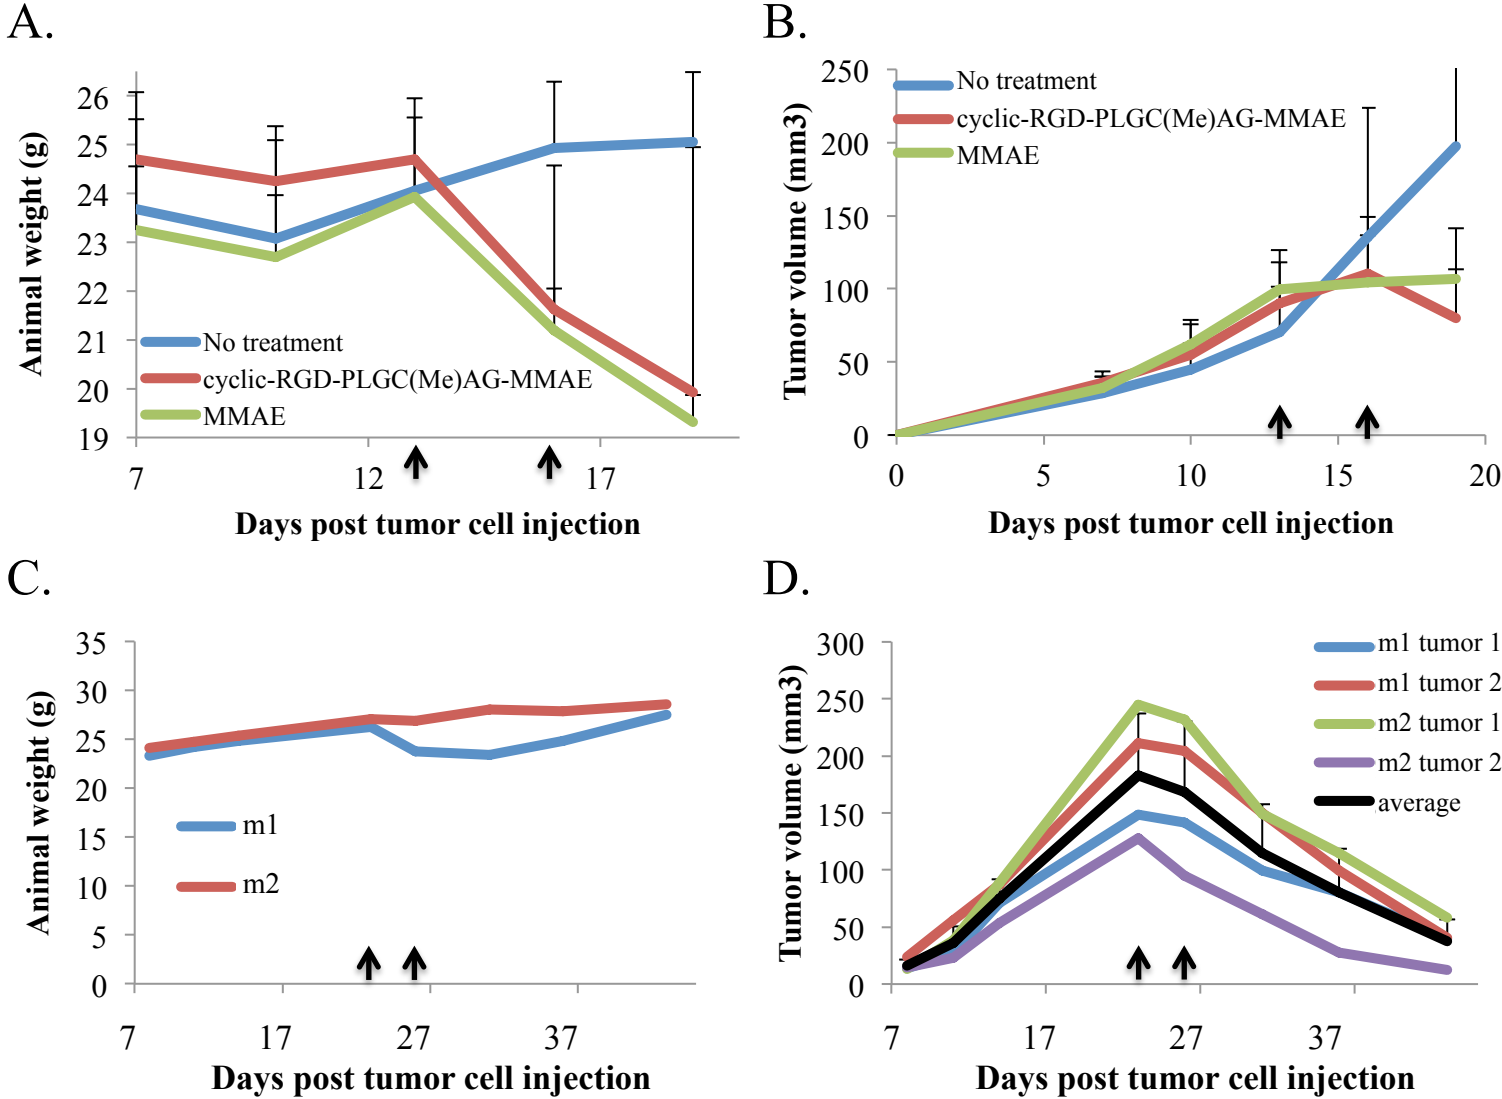 A.
Animal weight (g)
26
25
24
23
22
21
20
19
No treatment
cyclic-RGD-PLGC(Me)AG-MMAE
MMAE
7
12
17
Days post tumor cell injection
B.
Tumor volume (mm3)
250
200
150
100
50
0
No treatment
cyclic-RGD-PLGC(Me)AG-MMAE
MMAE
0
5
10
15
20
Days post tumor cell injection
C.
Animal weight (g)
35
30
25
20
15
10
5
0
m1
m2
7
17
27
37
Days post tumor cell injection
D.
Tumor volume (mm3)
300
250
200
150
100
50
0
m1 tumor 1
m1 tumor 2
m2 tumor 1
m2 tumor 2
average
7
17
27
37
Days post tumor cell injection